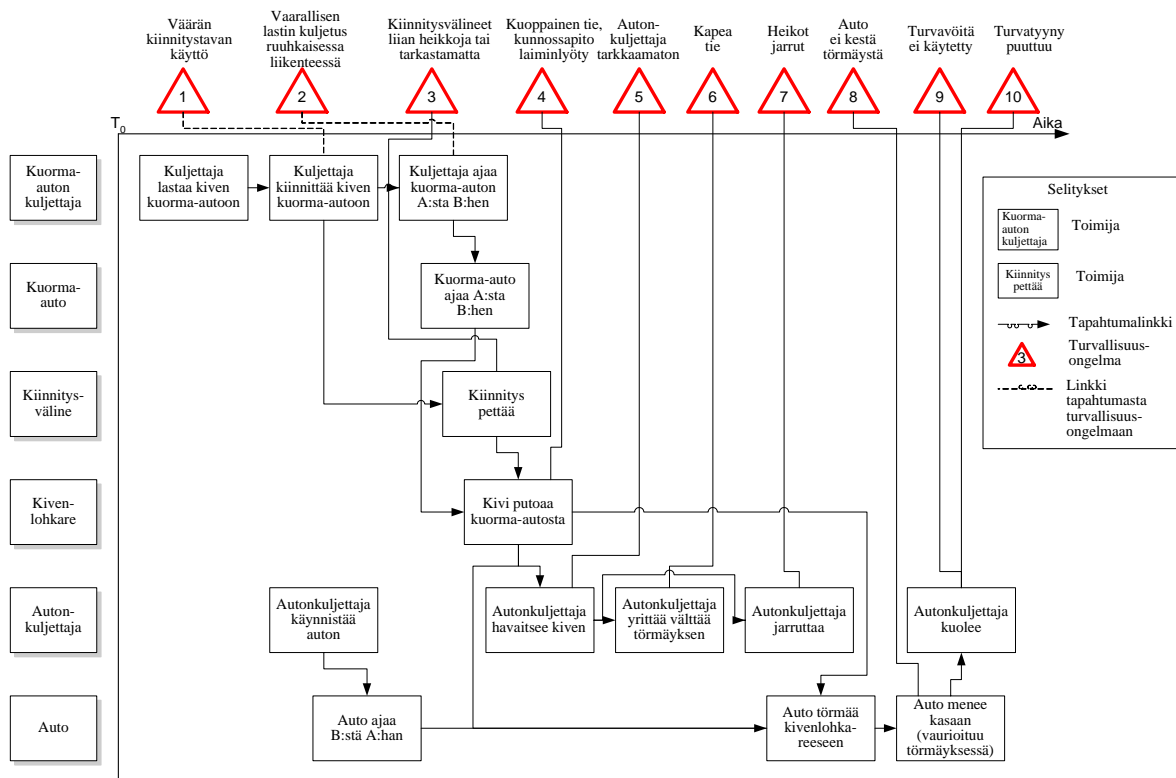 Väärän
kiinnitystavan
käyttö
Vaarallisen
lastin kuljetus
ruuhkaisessa
liikenteessä
Kiinnitysvälineet
liian heikkoja tai
tarkastamatta
Kuoppainen tie,
kunnossapito
laiminlyöty
Auton-
kuljettaja
tarkkaamaton
Kapea
tie
Heikot
jarrut
Auto
ei kestä
törmäystä
Turvavöitä
ei käytetty
Turvatyyny
puuttuu
1
2
3
4
5
6
7
8
9
10
T0
Aika
Kuorma-
auton
kuljettaja
Kuljettaja
lastaa kiven
kuorma-autoon
Kuljettaja
kiinnittää kiven
kuorma-autoon
Kuljettaja ajaa
kuorma-auton
A:sta B:hen
Kuorma-
auto
Kuorma-auto
ajaa A:sta
B:hen
Kiinnitys-
väline
Kiinnitys
pettää
Kiven-
lohkare
Kivi putoaa
kuorma-autosta
Auton-
kuljettaja
Autonkuljettaja
käynnistää
auton
Autonkuljettaja
havaitsee kiven
Autonkuljettaja
yrittää välttää
törmäyksen
Autonkuljettaja
jarruttaa
Autonkuljettaja
kuolee
Auto
Auto ajaa
B:stä A:han
Auto törmää
kivenlohka-
reeseen
Auto menee
kasaan
(vaurioituu
törmäyksessä)
Selitykset
Kuorma-
auton
kuljettaja
Toimija
Kiinnitys
pettää
Toimija
Tapahtumalinkki
3
Turvallisuus-
ongelma
Linkki
tapahtumasta
turvallisuus-
ongelmaan